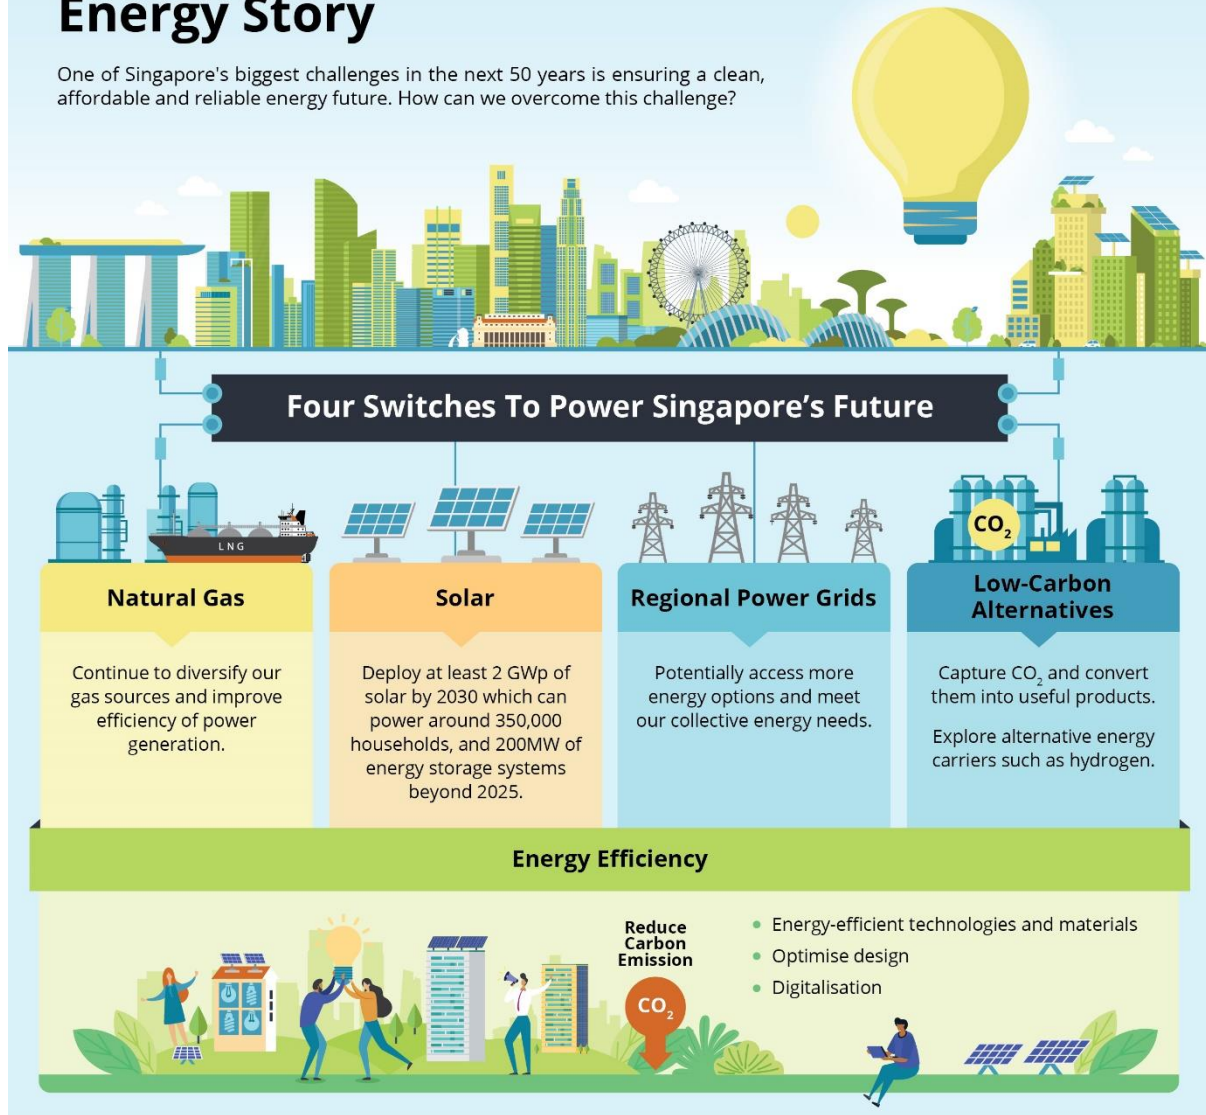 Energy Story
One of Singapore's biggest challenges in the next 50 years is ensuring a clean,
affordable and reliable energy future. How can we overcome this challenge?
Four Switches To Power Singapore’s Future
LNG
CO₂
Natural Gas
Continue to diversify our
gas sources and improve
efficiency of power
generation.
Solar
Deploy at least 2 GWp of
solar by 2030 which can
power around 350,000
households, and 200MW of
energy storage systems
beyond 2025.
Regional Power Grids
Potentially access more
energy options and meet
our collective energy needs.
Low-Carbon
Alternatives
Capture CO₂ and convert
them into useful products.
Explore alternative energy
carriers such as hydrogen.
Energy Efficiency
Reduce
Carbon
Emission
CO₂
• Energy-efficient technologies and materials
• Optimise design
• Digitalisation